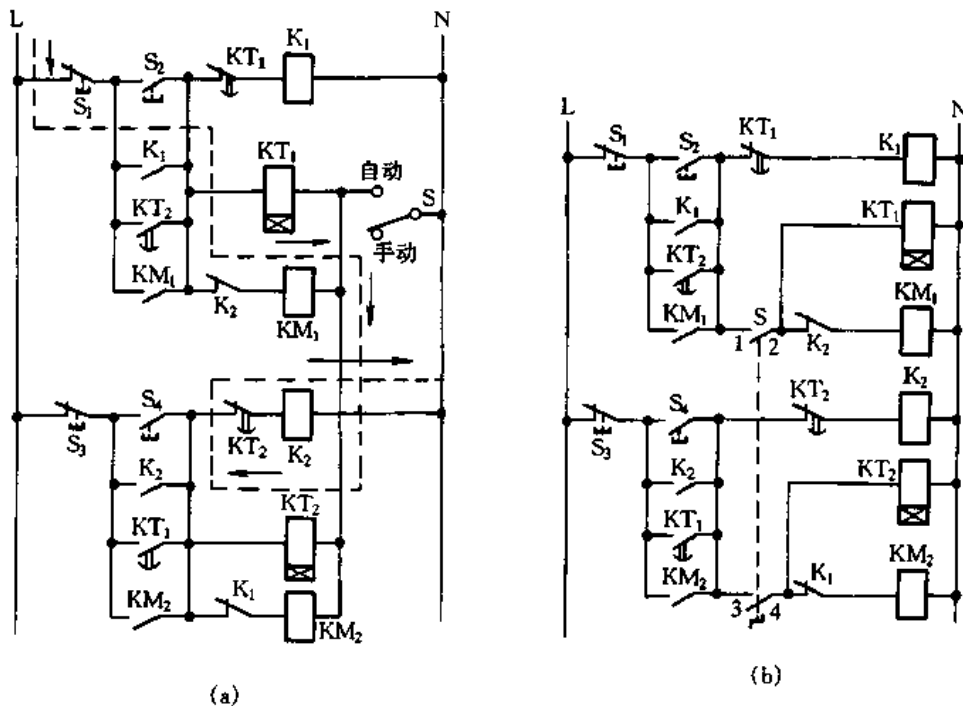 L
N
S₁
S₂
KT₁
K₁
K₁
KT₁
自动
S
手动
KT₂
KM₁
K₂
KM₁
S₃
S₄
KT₂
K₂
K₂
KT₂
KT₁
KM₂
K₁
KM₂
(a)
L
N
S₁
S₂
KT₁
K₁
K₁
KT₁
KT₂
KM₁
KM₁
S
1
2
K₂
K₂
S₃
S₄
KT₂
K₂
KT₂
KT₁
KM₂
K₁
KM₂
3
4
(b)